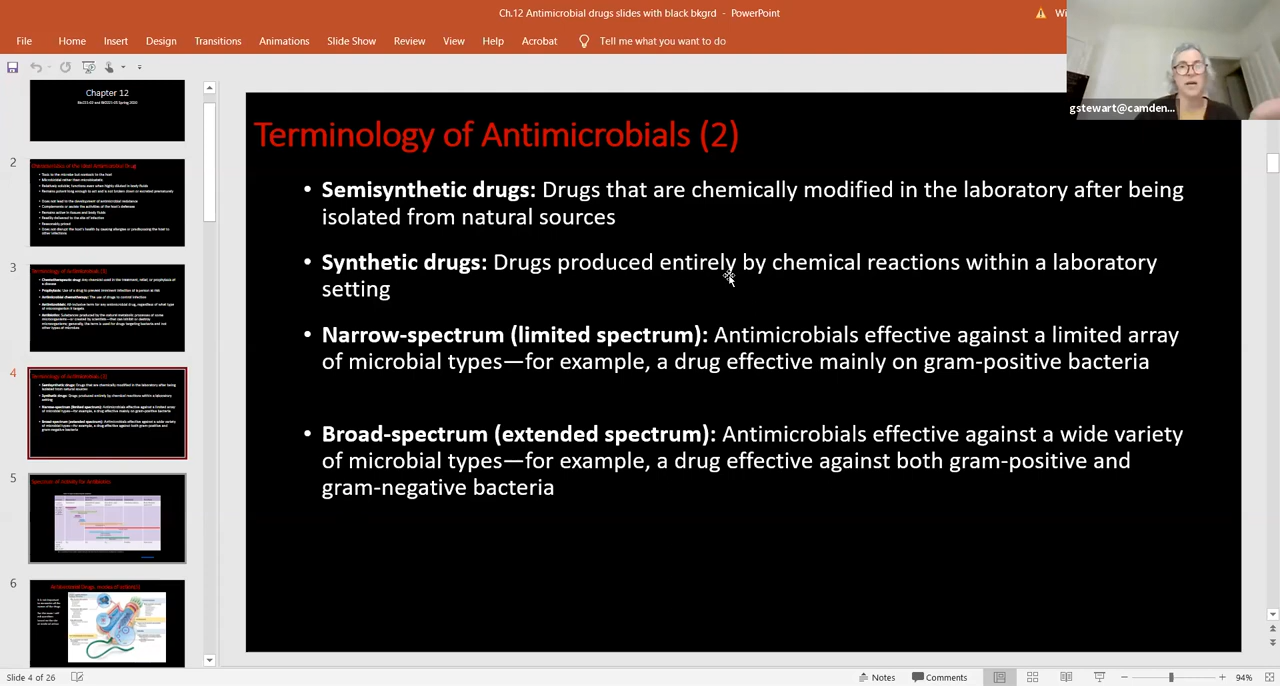 Ch.12 Antimicrobial drugs slides with black bkgrd - PowerPoint
Wi
File Home Insert Design Transitions Animations Slide Show Review View Help Acrobat Tell me what you want to do
gstewart@camden...
Chapter 12
2
3
4
5
6
Spectrum of Activity for Antibiotics
Terminology of Antimicrobials (2)
• Semisynthetic drugs: Drugs that are chemically modified in the laboratory after being
isolated from natural sources
• Synthetic drugs: Drugs produced entirely by chemical reactions within a laboratory
setting
• Narrow-spectrum (limited spectrum): Antimicrobials effective against a limited array
of microbial types—for example, a drug effective mainly on gram-positive bacteria
• Broad-spectrum (extended spectrum): Antimicrobials effective against a wide variety
of microbial types—for example, a drug effective against both gram-positive and
gram-negative bacteria
Slide 4 of 26
Notes Comments 94%